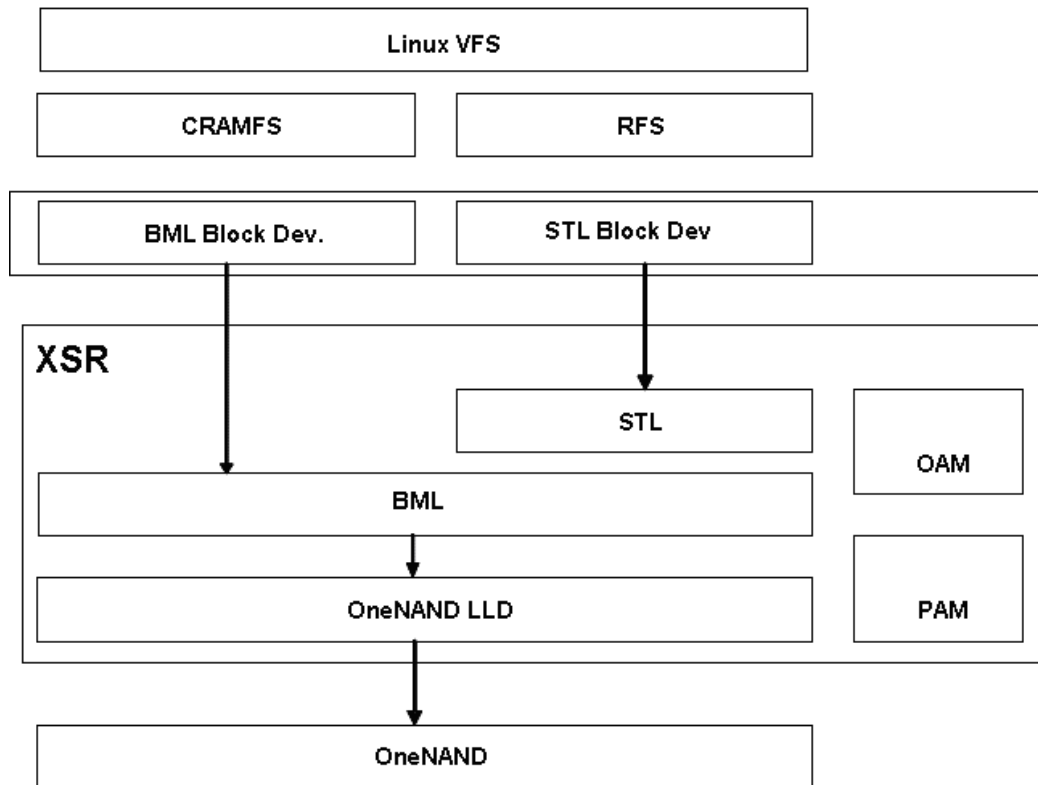 Linux VFS
CRAMFS
RFS
BML Block Dev.
STL Block Dev
XSR
STL
OAM
BML
OneNAND LLD
PAM
OneNAND